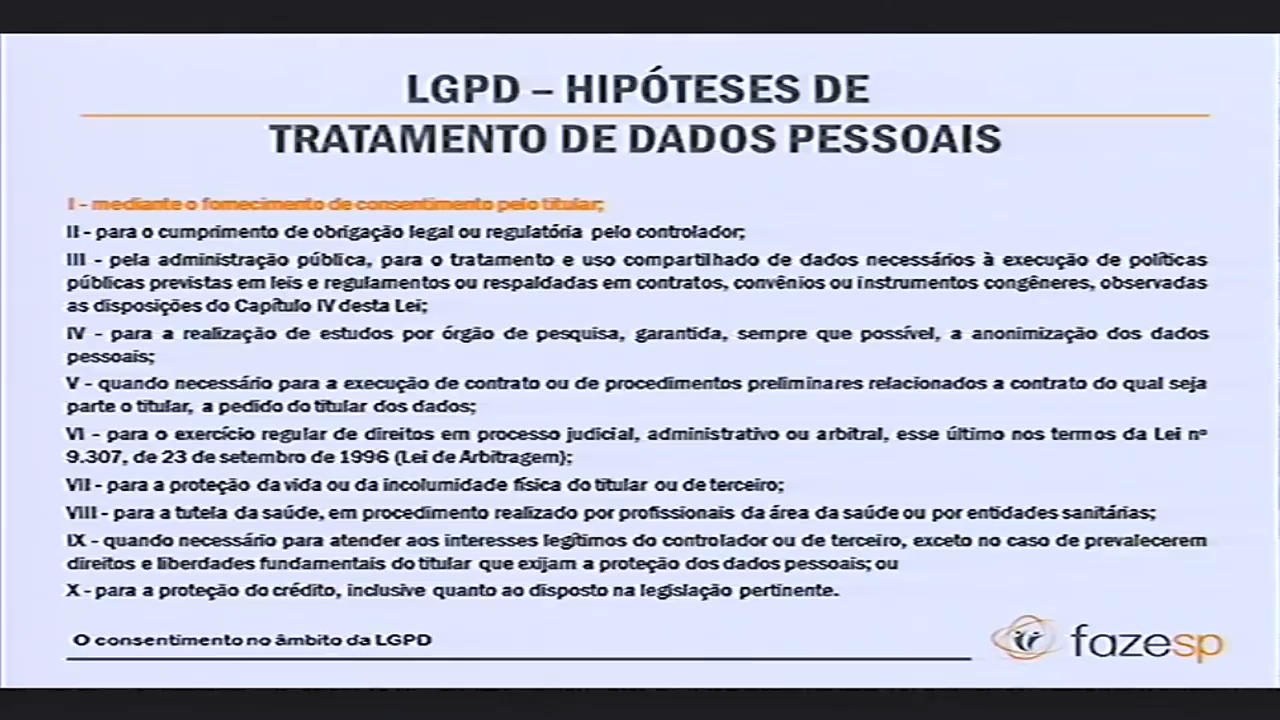 LGPD – HIPÓTESES DE
TRATAMENTO DE DADOS PESSOAIS
I - mediante o fornecimento de consentimento pelo titular;
II - para o cumprimento de obrigação legal ou regulatória pelo controlador;
III - pela administração pública, para o tratamento e uso compartilhado de dados necessários à execução de políticas
públicas previstas em leis e regulamentos ou respaldadas em contratos, convênios ou instrumentos congêneres, observadas
as disposições do Capítulo IV desta Lei;
IV - para a realização de estudos por órgão de pesquisa, garantida, sempre que possível, a anonimização dos dados
pessoais;
V - quando necessário para a execução de contrato ou de procedimentos preliminares relacionados a contrato do qual seja
parte o titular, a pedido do titular dos dados;
VI - para o exercício regular de direitos em processo judicial, administrativo ou arbitral, esse último nos termos da Lei nº
9.307, de 23 de setembro de 1996 (Lei de Arbitragem);
VII - para a proteção da vida ou da incolumidade física do titular ou de terceiro;
VIII - para a tutela da saúde, em procedimento realizado por profissionais da área da saúde ou por entidades sanitárias;
IX - quando necessário para atender aos interesses legítimos do controlador ou de terceiro, exceto no caso de prevalecerem
direitos e liberdades fundamentais do titular que exijam a proteção dos dados pessoais; ou
X - para a proteção do crédito, inclusive quanto ao disposto na legislação pertinente.
O consentimento no âmbito da LGPD
fazesp